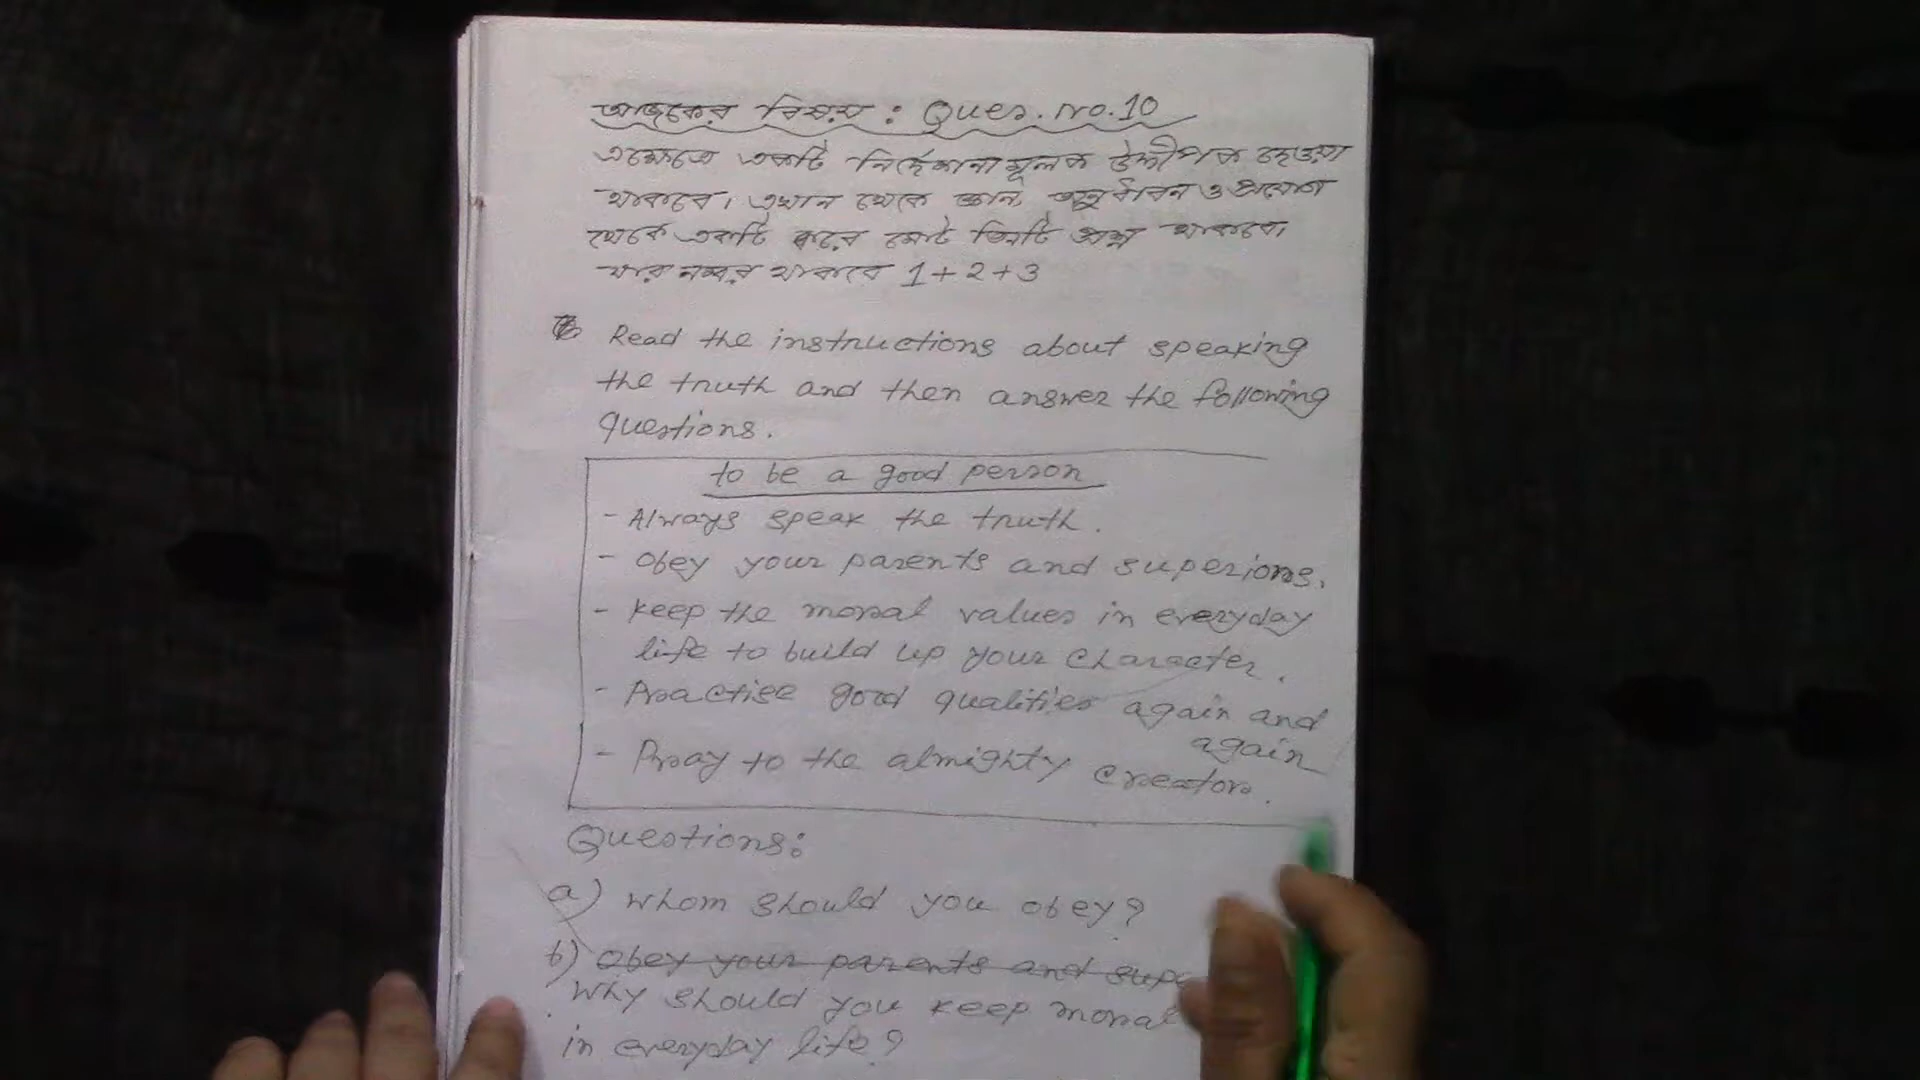 আজকের বিষয় : Ques. No. 10
এক্ষেত্রে একটি নির্দেশনা মূলক উদ্দীপক দেওয়া
থাকবে। এখান থেকে জ্ঞান, অনুধাবন ও প্রয়োগ
থেকে একটি করে মোট তিনটি প্রশ্ন থাকবে,
যার নম্বর থাকবে 1+2+3
Read the instructions about speaking
the truth and then answer the following
questions.
to be a good person
- Always speak the truth.
- Obey your parents and superiors.
- Keep the moral values in everyday
life to build up your character.
- Practice good qualities again and
again
- Pray to the almighty creator.
Questions:
a) Whom should you obey?
b) Obey your parents and supe
Why should you keep moral
in everyday life?